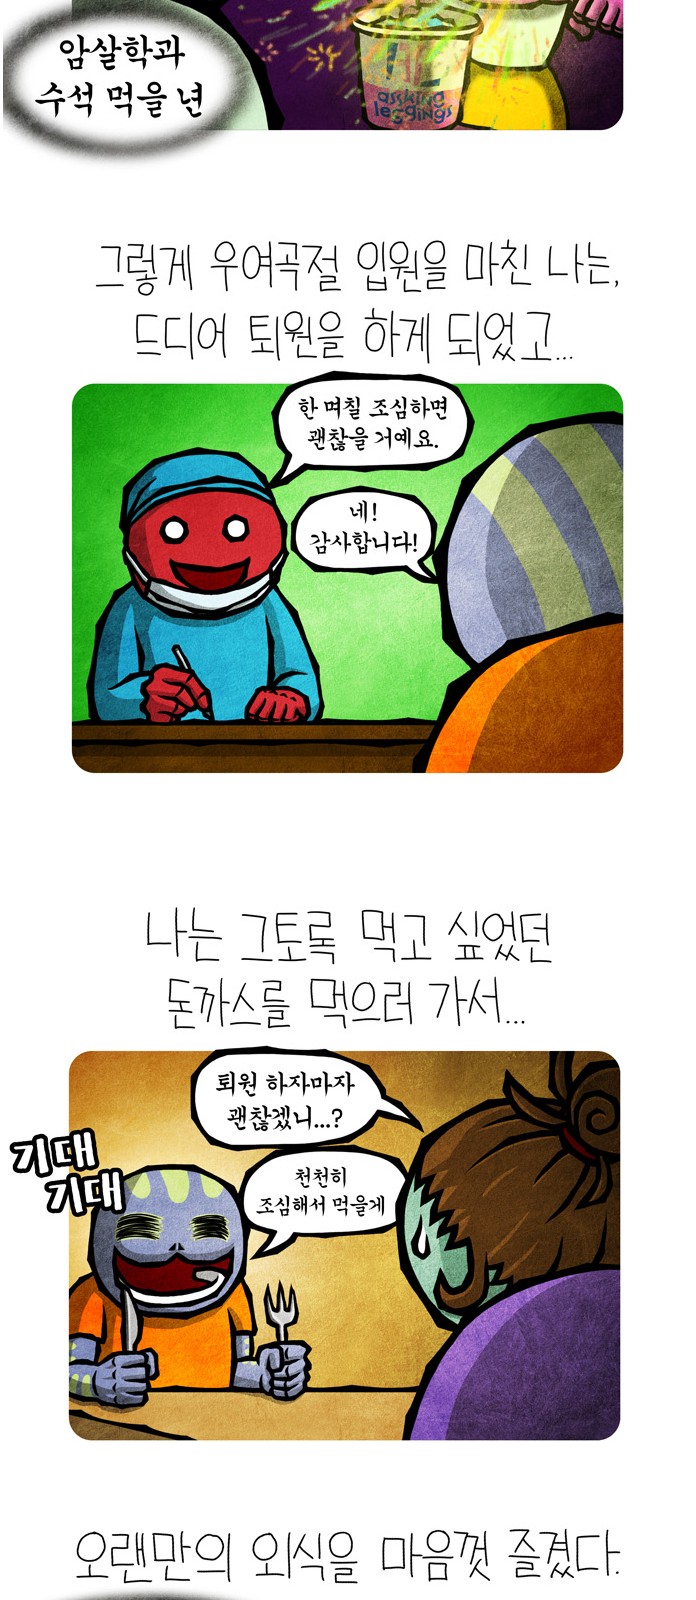 암살학과
수석 먹을 년
assking
leggings
그렇게 우여곡절 입원을 마친 나는,
드디어 퇴원을 하게 되었고...
한 며칠 조심하면
괜찮을 거예요.
네!
감사합니다!
나는 그토록 먹고 싶었던
돈까스를 먹으러 가서...
퇴원 하자마자
괜찮겠니...?
기대
기대
천천히
조심해서 먹을게
오랜만의 외식을 마음껏 즐겼다.